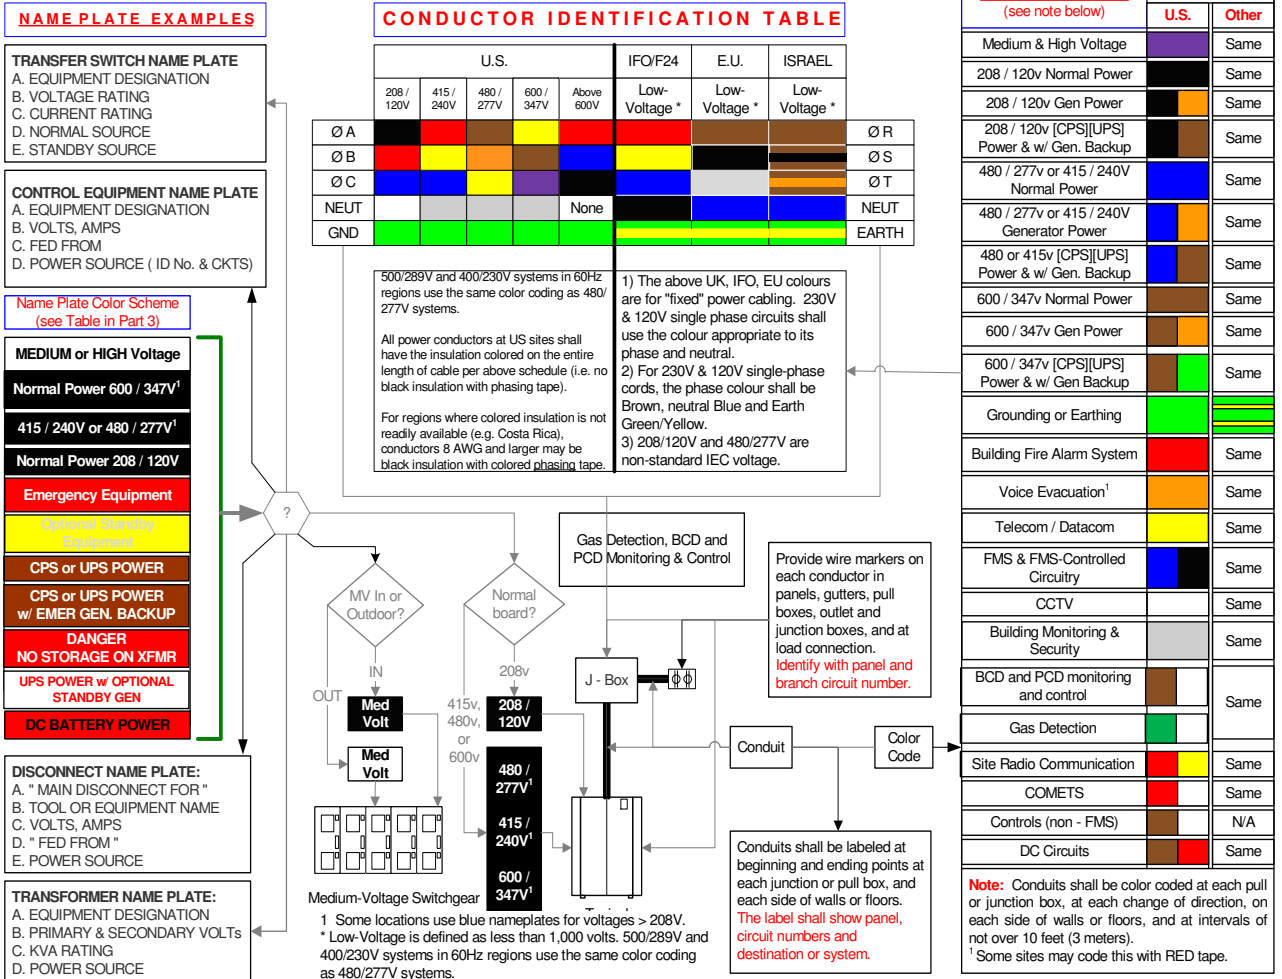 NAME PLATE EXAMPLES
TRANSFER SWITCH NAME PLATE
A. EQUIPMENT DESIGNATION
B. VOLTAGE RATING
C. CURRENT RATING
D. NORMAL SOURCE
E. STANDBY SOURCE
CONTROL EQUIPMENT NAME PLATE
A. EQUIPMENT DESIGNATION
B. VOLTS, AMPS
C. FED FROM
D. POWER SOURCE ( ID No. & CKTS)
Name Plate Color Scheme
(see Table in Part 3)
MEDIUM or HIGH Voltage
Normal Power 600 / 347V¹
415 / 240V or 480 / 277V¹
Normal Power 208 / 120V
Emergency Equipment
Optional Standby
Equipment
CPS or UPS POWER
CPS or UPS POWER
w/ EMER GEN. BACKUP
DANGER
NO STORAGE ON XFMR
UPS POWER w/ OPTIONAL
STANDBY GEN
DC BATTERY POWER
DISCONNECT NAME PLATE:
A. " MAIN DISCONNECT FOR "
B. TOOL OR EQUIPMENT NAME
C. VOLTS, AMPS
D. " FED FROM "
E. POWER SOURCE
TRANSFORMER NAME PLATE:
A. EQUIPMENT DESIGNATION
B. PRIMARY & SECONDARY VOLTs
C. KVA RATING
D. POWER SOURCE
CONDUCTOR IDENTIFICATION TABLE
U.S. IFO/F24 E.U. ISRAEL
208 / 120V 415 / 240V 480 / 277V 600 / 347V Above 600V Low-Voltage * Low-Voltage * Low-Voltage *
Ø A Ø R
Ø B Ø S
Ø C Ø T
NEUT None NEUT
GND EARTH
500/289V and 400/230V systems in 60Hz
regions use the same color coding as 480/
277V systems.
All power conductors at US sites shall
have the insulation colored on the entire
length of cable per above schedule (i.e. no
black insulation with phasing tape).
For regions where colored insulation is not
readily available (e.g. Costa Rica),
conductors 8 AWG and larger may be
black insulation with colored phasing tape.
1) The above UK, IFO, EU colours
are for "fixed" power cabling. 230V
& 120V single phase circuits shall
use the colour appropriate to its
phase and neutral.
2) For 230V & 120V single-phase
cords, the phase colour shall be
Brown, neutral Blue and Earth
Green/Yellow.
3) 208/120V and 480/277V are
non-standard IEC voltage.
?
MV In or
Outdoor?
Normal
board?
IN
OUT
208v
415v,
480v,
or
600v
Med
Volt
Med
Volt
208 /
120V
480 /
277V¹
415 /
240V¹
600 /
347V¹
Gas Detection, BCD and
PCD Monitoring & Control
J - Box
Provide wire markers on
each conductor in
panels, gutters, pull
boxes, outlet and
junction boxes, and at
load connection.
Identify with panel and
branch circuit number.
Conduit
Color
Code
Conduits shall be labeled at
beginning and ending points at
each junction or pull box, and
each side of walls or floors.
The label shall show panel,
circuit numbers and
destination or system.
Medium-Voltage Switchgear
1 Some locations use blue nameplates for voltages > 208V.
* Low-Voltage is defined as less than 1,000 volts. 500/289V and
400/230V systems in 60Hz regions use the same color coding
as 480/277V systems.
(see note below) U.S. Other
Medium & High Voltage Same
208 / 120v Normal Power Same
208 / 120v Gen Power Same
208 / 120v [CPS][UPS]
Power & w/ Gen. Backup Same
480 / 277v or 415 / 240V
Normal Power Same
480 / 277v or 415 / 240V
Generator Power Same
480 or 415v [CPS][UPS]
Power & w/ Gen. Backup Same
600 / 347v Normal Power Same
600 / 347v Gen Power Same
600 / 347v [CPS][UPS]
Power & w/ Gen Backup Same
Grounding or Earthing
Building Fire Alarm System Same
Voice Evacuation¹ Same
Telecom / Datacom Same
FMS & FMS-Controlled
Circuitry Same
CCTV Same
Building Monitoring &
Security Same
BCD and PCD monitoring
and control
Same
Gas Detection
Site Radio Communication Same
COMETS Same
Controls (non - FMS) N/A
DC Circuits Same
Note: Conduits shall be color coded at each pull
or junction box, at each change of direction, on
each side of walls or floors, and at intervals of
not over 10 feet (3 meters).
¹ Some sites may code this with RED tape.